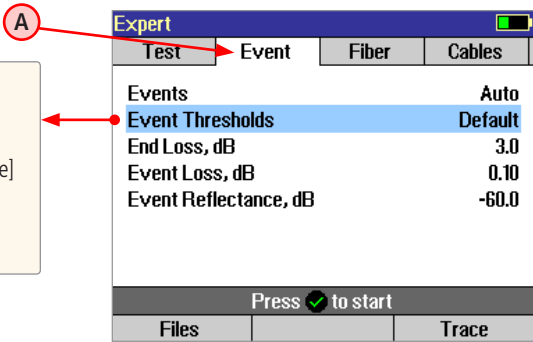 A
Expert
Test Event Fiber Cables
Events Auto
Event Thresholds Default
End Loss, dB 3.0
Event Loss, dB 0.10
Event Reflectance, dB -60.0
e]
Press to start
Files Trace